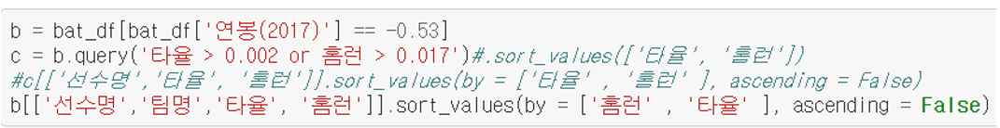 b = bat_df[bat_df['연봉(2017)'] == -0.53]
c = b.query('타율 > 0.002 or 홈런 > 0.017')#.sort_values(['타율', '홈런'])
#c[['선수명','타율', '홈런']].sort_values(by = ['타율' , '홈런' ], ascending = False)
b[['선수명','팀명','타율', '홈런']].sort_values(by = ['홈런' , '타율' ], ascending = False)